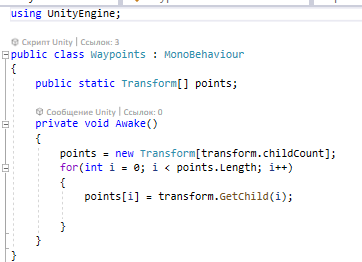 using UnityEngine;
Скрипт Unity | Ссылок: 3
public class Waypoints : MonoBehaviour
{
public static Transform[] points;
Сообщение Unity | Ссылок: 0
private void Awake()
{
points = new Transform[transform.childCount];
for(int i = 0; i < points.Length; i++)
{
points[i] = transform.GetChild(i);
}
}
}